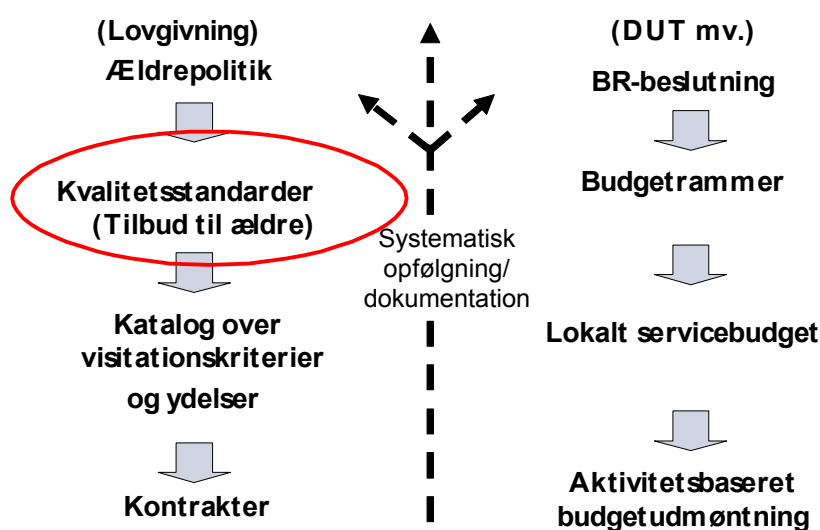 (Lovgivning)
Ældrepolitik
Kvalitetsstandarder
(Tilbud til ældre)
Katalog over
visitationskriterier
og ydelser
Kontrakter
Systematisk
opfølgning/
dokumentation
(DUT mv.)
BR-beslutning
Budgetrammer
Lokalt servicebudget
Aktivitetsbaseret
budgetudmøntning